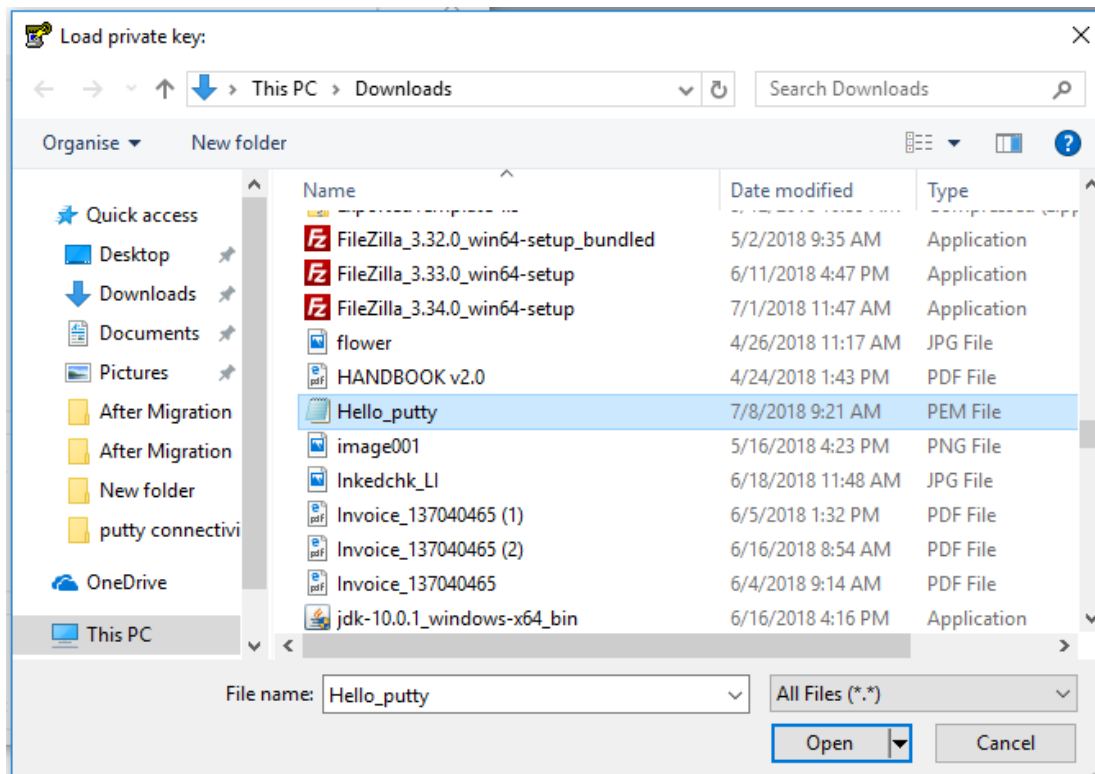 Load private key:
This PC > Downloads
Search Downloads
Organise
New folder
Quick access
Desktop
Downloads
Documents
Pictures
After Migration
After Migration
New folder
putty connectivi
OneDrive
This PC
Name Date modified Type
FileZilla_3.32.0_win64-setup_bundled 5/2/2018 9:35 AM Application
FileZilla_3.33.0_win64-setup 6/11/2018 4:47 PM Application
FileZilla_3.34.0_win64-setup 7/1/2018 11:47 AM Application
flower 4/26/2018 11:17 AM JPG File
HANDBOOK v2.0 4/24/2018 1:43 PM PDF File
Hello_putty 7/8/2018 9:21 AM PEM File
image001 5/16/2018 4:23 PM PNG File
Inkedchk_LI 6/18/2018 11:48 AM JPG File
Invoice_137040465 (1) 6/5/2018 1:32 PM PDF File
Invoice_137040465 (2) 6/16/2018 8:54 AM PDF File
Invoice_137040465 6/4/2018 9:14 AM PDF File
jdk-10.0.1_windows-x64_bin 6/16/2018 4:16 PM Application
File name: Hello_putty All Files (*.*)
Open Cancel